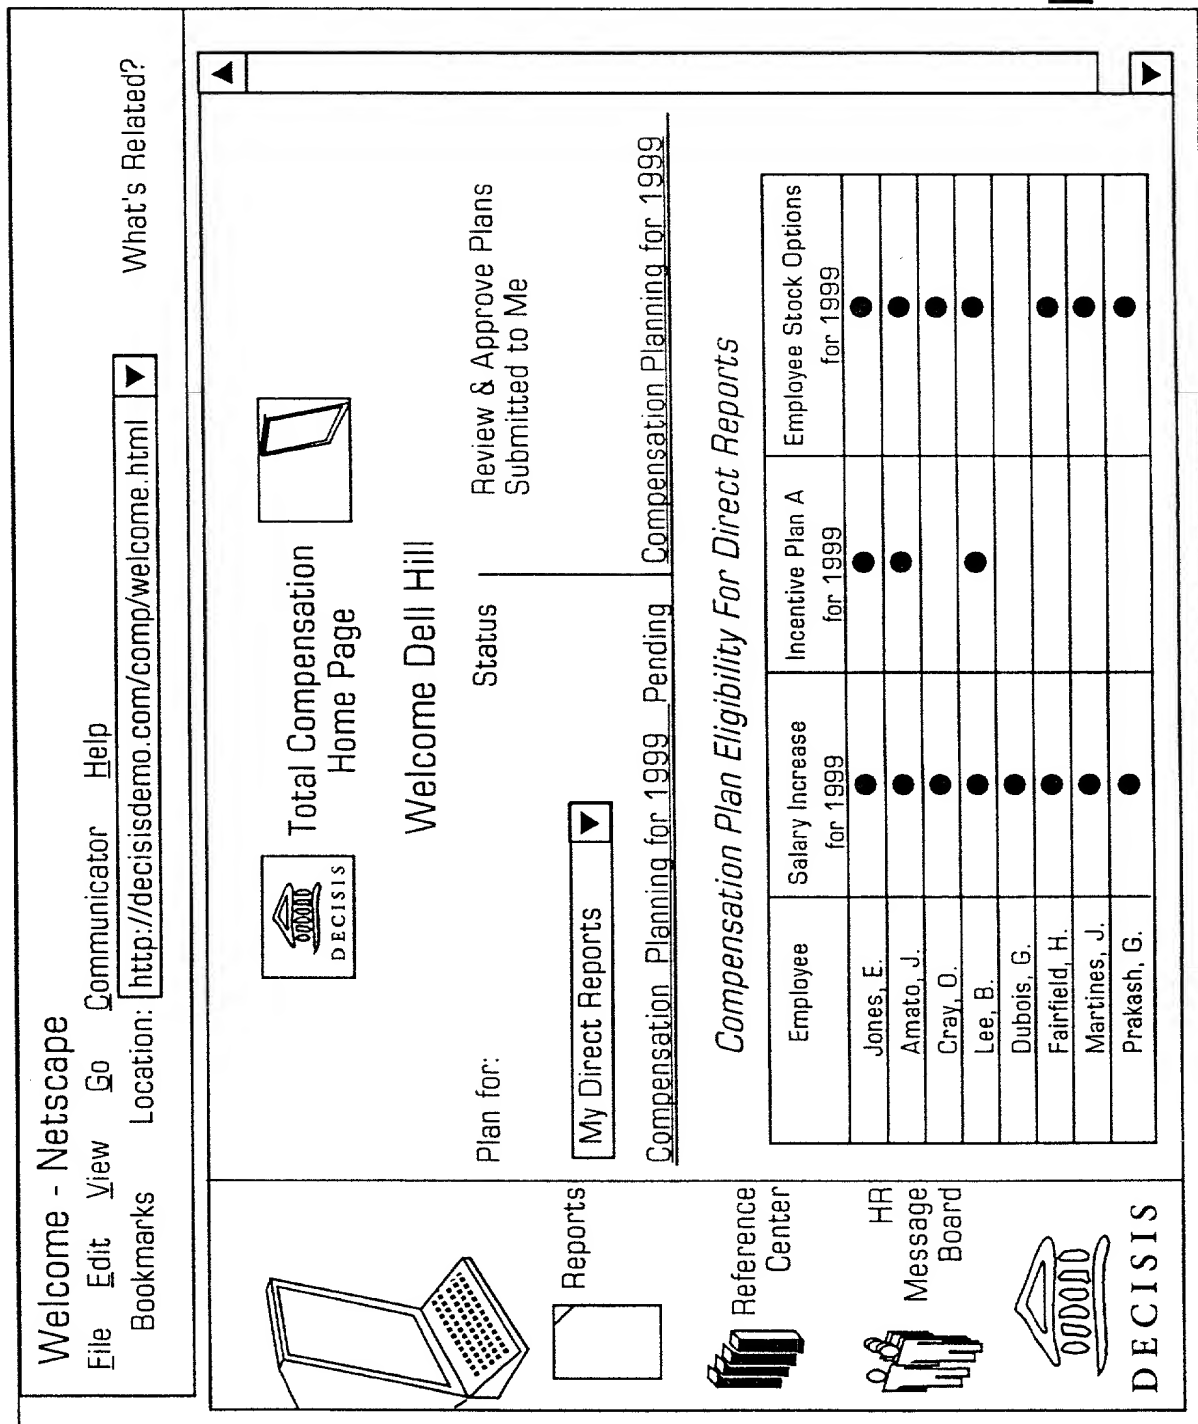 Welcome - Netscape
File Edit View Go Communicator Help
Bookmarks Location: http://decisisdemo.com/comp/welcome.html What's Related?
DECISIS
Total Compensation
Home Page
Welcome Dell Hill
Plan for: Status Review & Approve Plans
Submitted to Me
My Direct Reports
Compensation Planning for 1999 Pending Compensation Planning for 1999
Compensation Plan Eligibility For Direct Reports
Employee Salary Increase for 1999 Incentive Plan A for 1999 Employee Stock Options for 1999
Jones, E.
Amato, J.
Cray, O.
Lee, B.
Dubois, G.
Fairfield, H.
Martines, J.
Prakash, G.
Reports
Reference
Center
HR
Message
Board
DECISIS